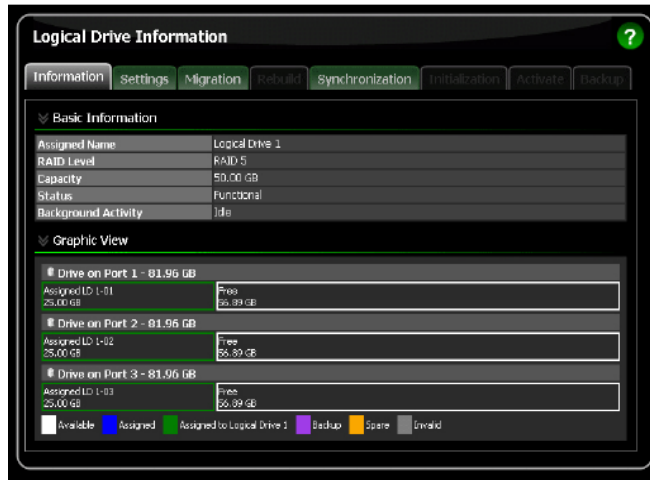 Logical Drive Information
?
Information Settings Migration Rebuild Synchronization Initialization Activate Backup
Basic Information
Assigned Name Logical Drive 1
RAID Level RAID 5
Capacity 50.00 GB
Status Functional
Background Activity Idle
Graphic View
Drive on Port 1 - 81.96 GB
Assigned LD 1-01 Free
25.00 GB 56.89 GB
Drive on Port 2 - 81.96 GB
Assigned LD 1-02 Free
25.00 GB 56.89 GB
Drive on Port 3 - 81.96 GB
Assigned LD 1-03 Free
25.00 GB 56.89 GB
Available Assigned Assigned to Logical Drive 1 Backup Spare Invalid